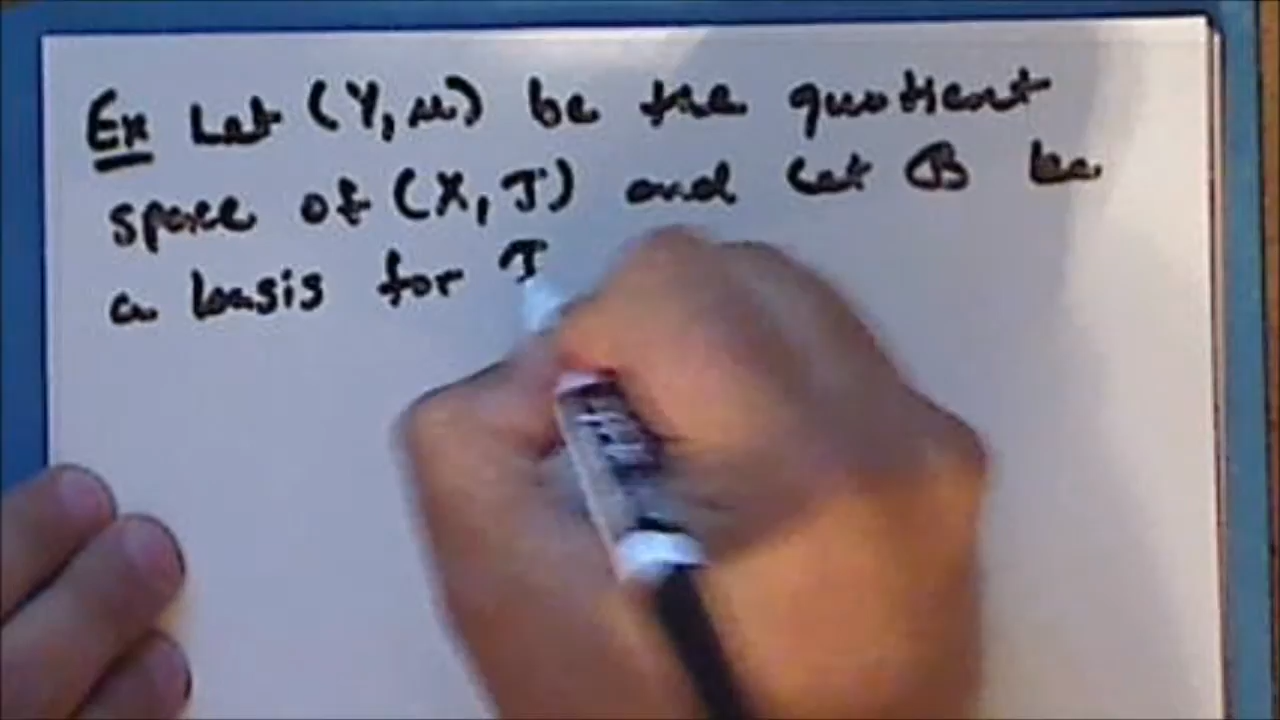 Ex Let (Y, U) be the quotient
space of (X, T) and let B be
a basis for T